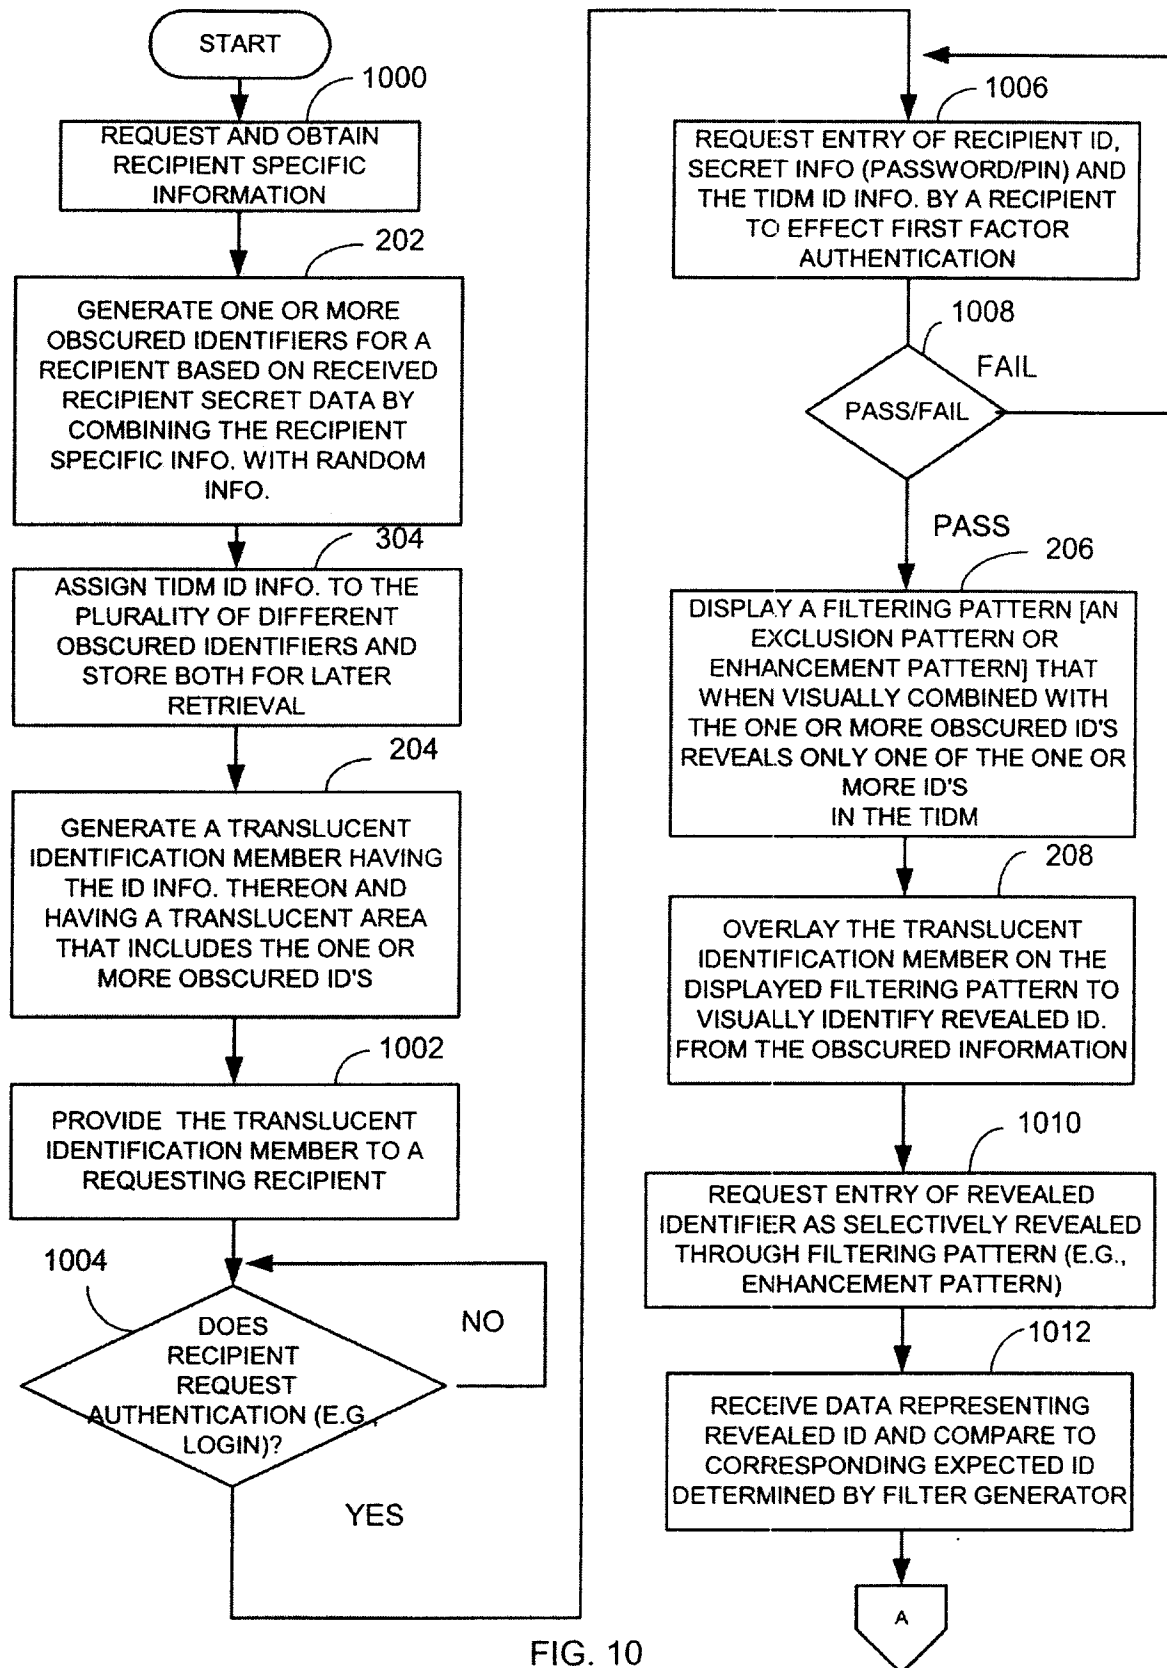 START
1000
REQUEST AND OBTAIN
RECIPIENT SPECIFIC
INFORMATION
202
GENERATE ONE OR MORE
OBSCURED IDENTIFIERS FOR A
RECIPIENT BASED ON RECEIVED
RECIPIENT SECRET DATA BY
COMBINING THE RECIPIENT
SPECIFIC INFO. WITH RANDOM
INFO.
304
ASSIGN TIDM ID INFO. TO THE
PLURALITY OF DIFFERENT
OBSCURED IDENTIFIERS AND
STORE BOTH FOR LATER
RETRIEVAL
204
GENERATE A TRANSLUCENT
IDENTIFICATION MEMBER HAVING
THE ID INFO. THEREON AND
HAVING A TRANSLUCENT AREA
THAT INCLUDES THE ONE OR
MORE OBSCURED ID'S
1002
PROVIDE THE TRANSLUCENT
IDENTIFICATION MEMBER TO A
REQUESTING RECIPIENT
1004
DOES
RECIPIENT
REQUEST
AUTHENTICATION (E.G.,
LOGIN)?
NO
YES
1006
REQUEST ENTRY OF RECIPIENT ID,
SECRET INFO (PASSWORD/PIN) AND
THE TIDM ID INFO. BY A RECIPIENT
TO EFFECT FIRST FACTOR
AUTHENTICATION
1008
FAIL
PASS/FAIL
PASS
206
DISPLAY A FILTERING PATTERN [AN
EXCLUSION PATTERN OR
ENHANCEMENT PATTERN] THAT
WHEN VISUALLY COMBINED WITH
THE ONE OR MORE OBSCURED ID'S
REVEALS ONLY ONE OF THE ONE OR
MORE ID'S
IN THE TIDM
208
OVERLAY THE TRANSLUCENT
IDENTIFICATION MEMBER ON THE
DISPLAYED FILTERING PATTERN TO
VISUALLY IDENTIFY REVEALED ID.
FROM THE OBSCURED INFORMATION
1010
REQUEST ENTRY OF REVEALED
IDENTIFIER AS SELECTIVELY REVEALED
THROUGH FILTERING PATTERN (E.G.,
ENHANCEMENT PATTERN)
1012
RECEIVE DATA REPRESENTING
REVEALED ID AND COMPARE TO
CORRESPONDING EXPECTED ID
DETERMINED BY FILTER GENERATOR
A
FIG. 10